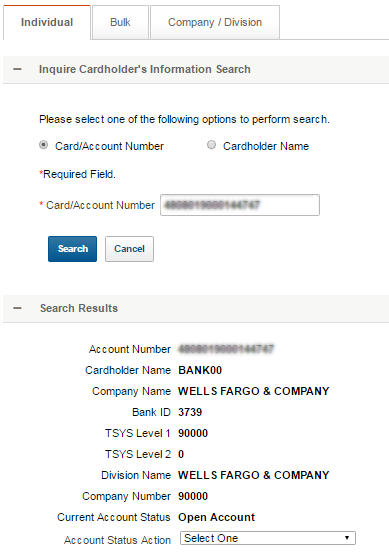 Individual Bulk Company / Division
− Inquire Cardholder's Information Search
Please select one of the following options to perform search.
Card/Account Number Cardholder Name
*Required Field.
* Card/Account Number
Search Cancel
− Search Results
Account Number
Cardholder Name BANK00
Company Name WELLS FARGO & COMPANY
Bank ID 3739
TSYS Level 1 90000
TSYS Level 2 0
Division Name WELLS FARGO & COMPANY
Company Number 90000
Current Account Status Open Account
Account Status Action Select One